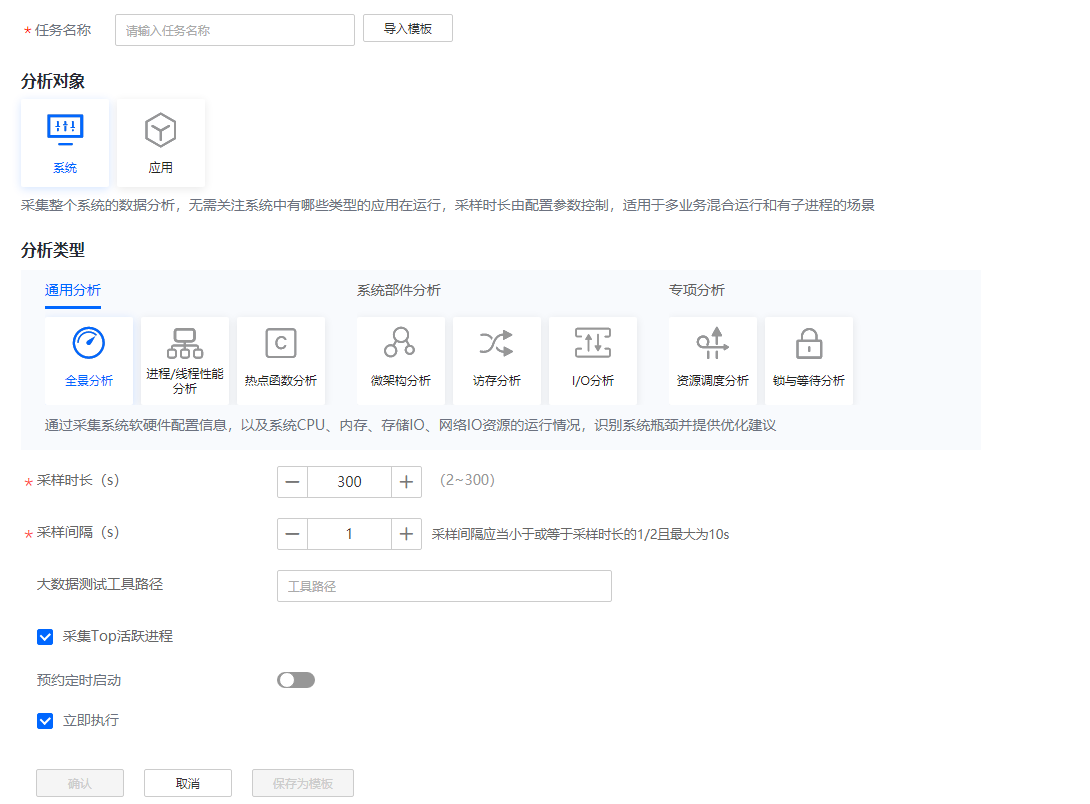 * 任务名称 请输入任务名称 导入模板
分析对象
系统 应用
采集整个系统的数据分析，无需关注系统中有哪些类型的应用在运行，采样时长由配置参数控制，适用于多业务混合运行和有子进程的场景
分析类型
通用分析 系统部件分析 专项分析
C
全景分析 进程/线程性能 热点函数分析 微架构分析 访存分析 I/O分析 资源调度分析 锁与等待分析
分析
通过采集系统软硬件配置信息，以及系统CPU、内存、存储IO、网络IO资源的运行情况，识别系统瓶颈并提供优化建议
* 采样时长（s） — 300 + （2~300）
* 采样间隔（s） — 1 + 采样间隔应当小于或等于采样时长的1/2且最大为10s
大数据测试工具路径 工具路径
采集Top活跃进程
预约定时启动
立即执行
确认 取消 保存为模板